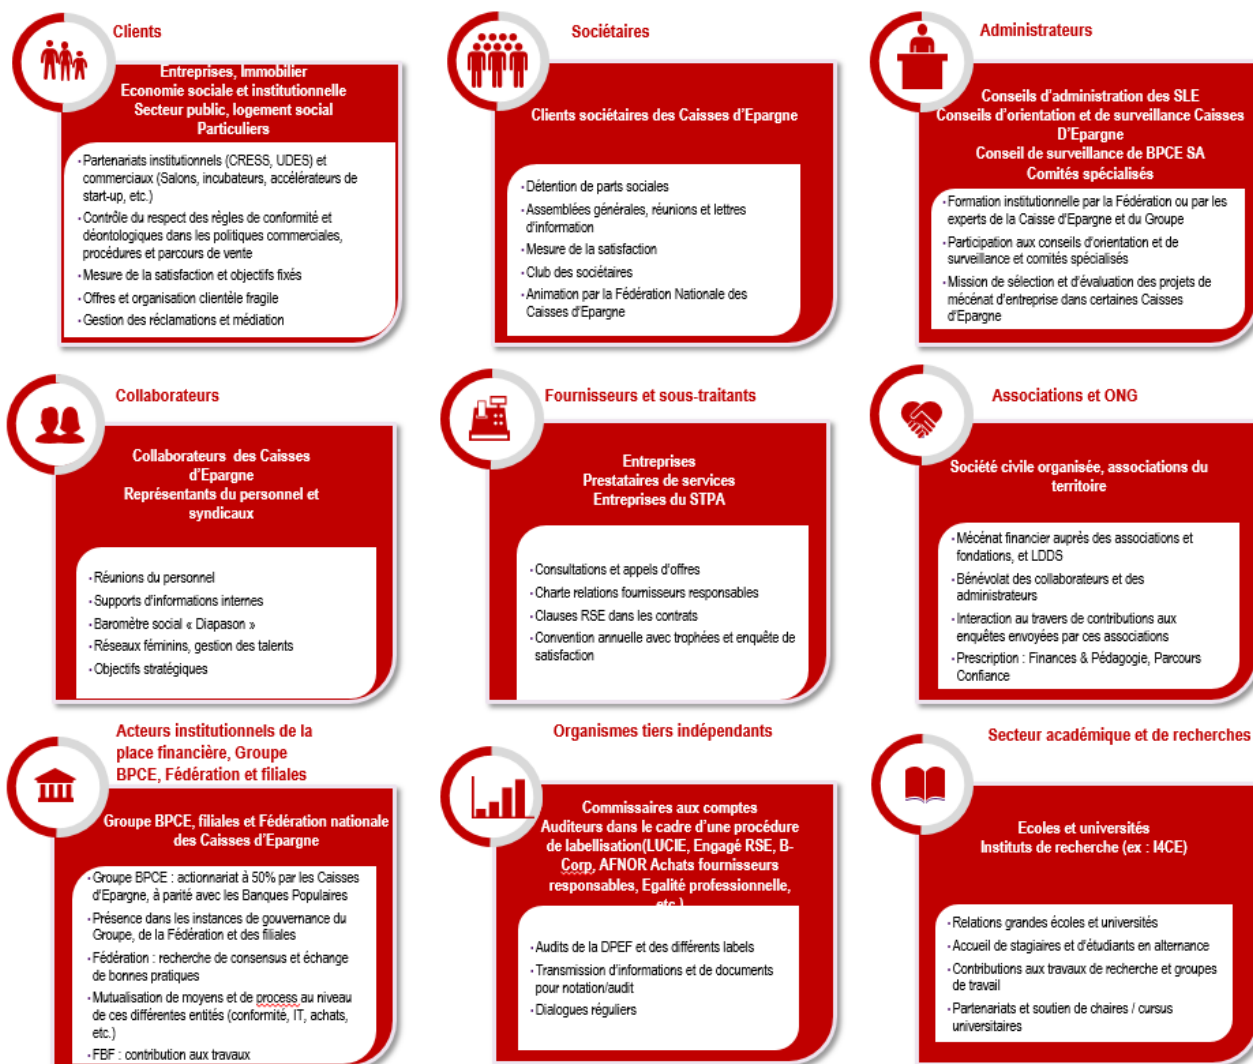 Clients
Entreprises, Immobilier
Economie sociale et institutionnelle
Secteur public, logement social
Particuliers
·Partenariats institutionnels (CRESS, UDES) et
commerciaux (Salons, incubateurs, accélérateurs de
start-up, etc.)
·Contrôle du respect des règles de conformité et
déontologiques dans les politiques commerciales,
procédures et parcours de vente
·Mesure de la satisfaction et objectifs fixés
·Offres et organisation clientèle fragile
·Gestion des réclamations et médiation
Sociétaires
Clients sociétaires des Caisses d'Epargne
·Détention de parts sociales
·Assemblées générales, réunions et lettres
d'information
·Mesure de la satisfaction
·Club des sociétaires
·Animation par la Fédération Nationale des
Caisses d'Epargne
Administrateurs
Conseils d'administration des SLE
Conseils d'orientation et de surveillance Caisses
D'Epargne
Conseil de surveillance de BPCE SA
Comités spécialisés
·Formation institutionnelle par la Fédération ou par les
experts de la Caisse d'Epargne et du Groupe
·Participation aux conseils d'orientation et de
surveillance et comités spécialisés
·Mission de sélection et d'évaluation des projets de
mécénat d'entreprise dans certaines Caisses
d'Epargne
Collaborateurs
Collaborateurs des Caisses
d'Epargne
Représentants du personnel et
syndicaux
·Réunions du personnel
·Supports d'informations internes
·Baromètre social « Diapason »
·Réseaux féminins, gestion des talents
·Objectifs stratégiques
Fournisseurs et sous-traitants
Entreprises
Prestataires de services
Entreprises du STPA
·Consultations et appels d'offres
·Charte relations fournisseurs responsables
·Clauses RSE dans les contrats
·Convention annuelle avec trophées et enquête de
satisfaction
Associations et ONG
Société civile organisée, associations du
territoire
·Mécénat financier auprès des associations et
fondations, et LDDS
·Bénévolat des collaborateurs et des
administrateurs
·Interaction au travers de contributions aux
enquêtes envoyées par ces associations
·Prescription : Finances & Pédagogie, Parcours
Confiance
Acteurs institutionnels de la
place financière, Groupe
BPCE, Fédération et filiales
Groupe BPCE, filiales et Fédération nationale
des Caisses d'Epargne
·Groupe BPCE : actionnariat à 50% par les Caisses
d'Epargne, à parité avec les Banques Populaires
·Présence dans les instances de gouvernance du
Groupe, de la Fédération et des filiales
·Fédération : recherche de consensus et échange
de bonnes pratiques
·Mutualisation de moyens et de process au niveau
de ces différentes entités (conformité, IT, achats,
etc.)
·FBF : contribution aux travaux
Organismes tiers indépendants
Commissaires aux comptes
Auditeurs dans le cadre d'une procédure
de labellisation(LUCIE, Engagé RSE, B-
Corp, AFNOR Achats fournisseurs
responsables, Egalité professionnelle,
etc.)
·Audits de la DPEF et des différents labels
·Transmission d'informations et de documents
pour notation/audit
·Dialogues réguliers
Secteur académique et de recherches
Ecoles et universités
Instituts de recherche (ex : I4CE)
·Relations grandes écoles et universités
·Accueil de stagiaires et d'étudiants en alternance
·Contributions aux travaux de recherche et groupes
de travail
·Partenariats et soutien de chaires / cursus
universitaires